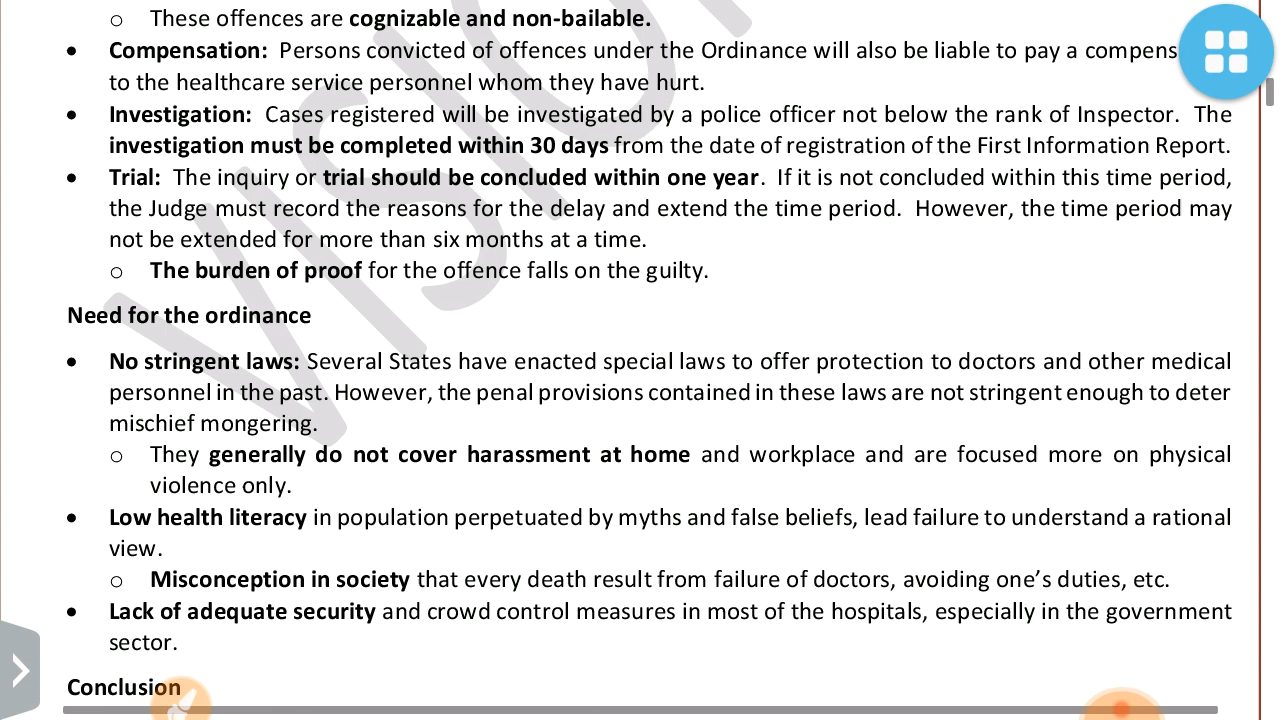 o These offences are cognizable and non-bailable.
• Compensation: Persons convicted of offences under the Ordinance will also be liable to pay a
to the healthcare service personnel whom they have hurt.
• Investigation: Cases registered will be investigated by a police officer not below the rank of Inspector. The
investigation must be completed within 30 days from the date of registration of the First Information Report.
• Trial: The inquiry or trial should be concluded within one year. If it is not concluded within this time period,
the Judge must record the reasons for the delay and extend the time period. However, the time period may
not be extended for more than six months at a time.
o The burden of proof for the offence falls on the guilty.
Need for the ordinance
• No stringent laws: Several States have enacted special laws to offer protection to doctors and other medical
personnel in the past. However, the penal provisions contained in these laws are not stringent enough to deter
mischief mongering.
o They generally do not cover harassment at home and workplace and are focused more on physical
violence only.
• Low health literacy in population perpetuated by myths and false beliefs, lead failure to understand a rational
view.
o Misconception in society that every death result from failure of doctors, avoiding one's duties, etc.
• Lack of adequate security and crowd control measures in most of the hospitals, especially in the government
sector.
Conclusion